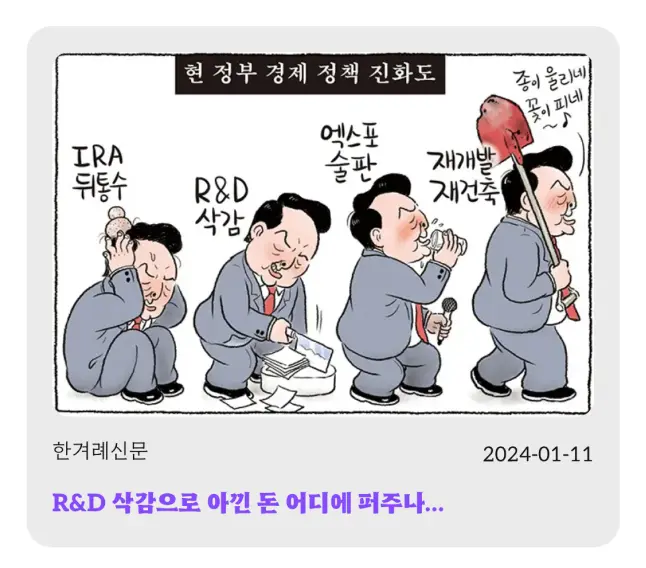 현 정부 경제 정책 진화도
IRA
뒤통수
R&D
삭감
엑스포
술판
재개발
재건축
종이 울리네
꽃이 피네
~♪
한겨레신문
2024-01-11
R&D 삭감으로 아낀 돈 어디에 퍼주나...